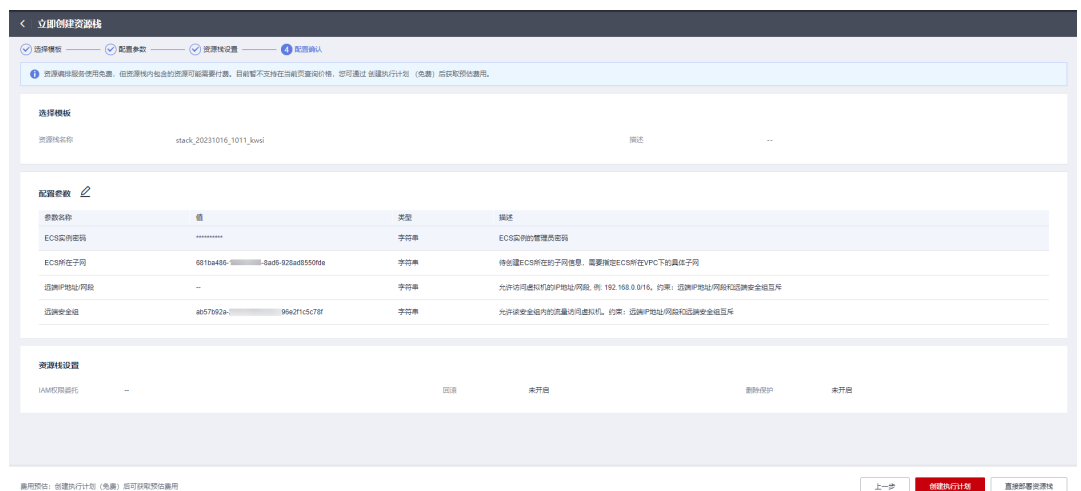 立即创建资源栈
选择模板 配置参数 资源栈设置 4 配置确认
资源编排服务使用免费，但资源栈内包含的资源可能需要付费。目前暂不支持在当前页查询价格，您可通过 创建执行计划 （免费）后获取预估费用。
选择模板
资源栈名称 stack_20231016_1011_kwsi 描述 --
配置参数
参数名称 值 类型 描述
ECS实例密码 ********** 字符串 ECS实例的管理员密码
ECS所在子网 681ba486- -8ad6-928ad8550fde 字符串 待创建ECS所在的子网信息，需要指定ECS所在VPC下的具体子网
远端IP地址/网段 -- 字符串 允许访问虚拟机的IP地址/网段, 例: 192.168.0.0/16。约束：远端IP地址/网段和远端安全组互斥
远端安全组 ab57b92a- 96e2f1c5c78f 字符串 允许该安全组内的流量访问虚拟机。约束：远端IP地址/网段和远端安全组互斥
资源栈设置
IAM权限委托 -- 回滚 未开启 删除保护 未开启
费用预估：创建执行计划（免费）后可获取预估费用 上一步 创建执行计划 直接部署资源栈